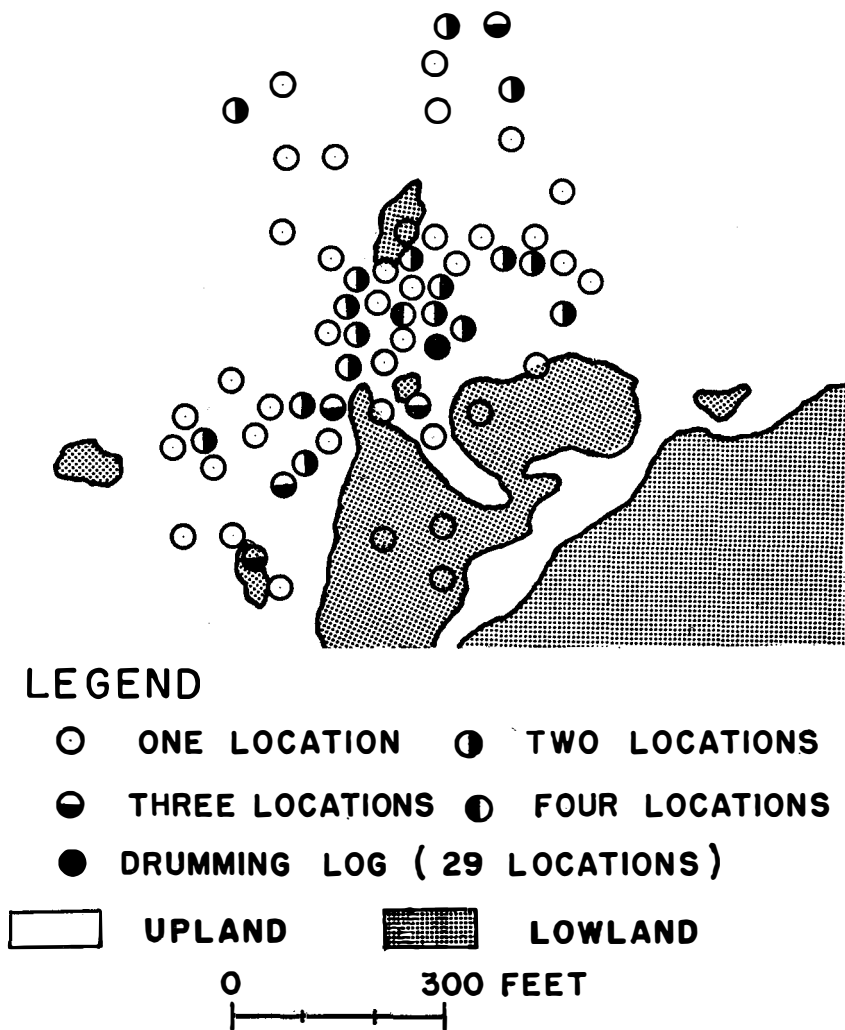 LEGEND
ONE LOCATION TWO LOCATIONS
THREE LOCATIONS FOUR LOCATIONS
DRUMMING LOG ( 29 LOCATIONS )
UPLAND LOWLAND
0 300 FEET